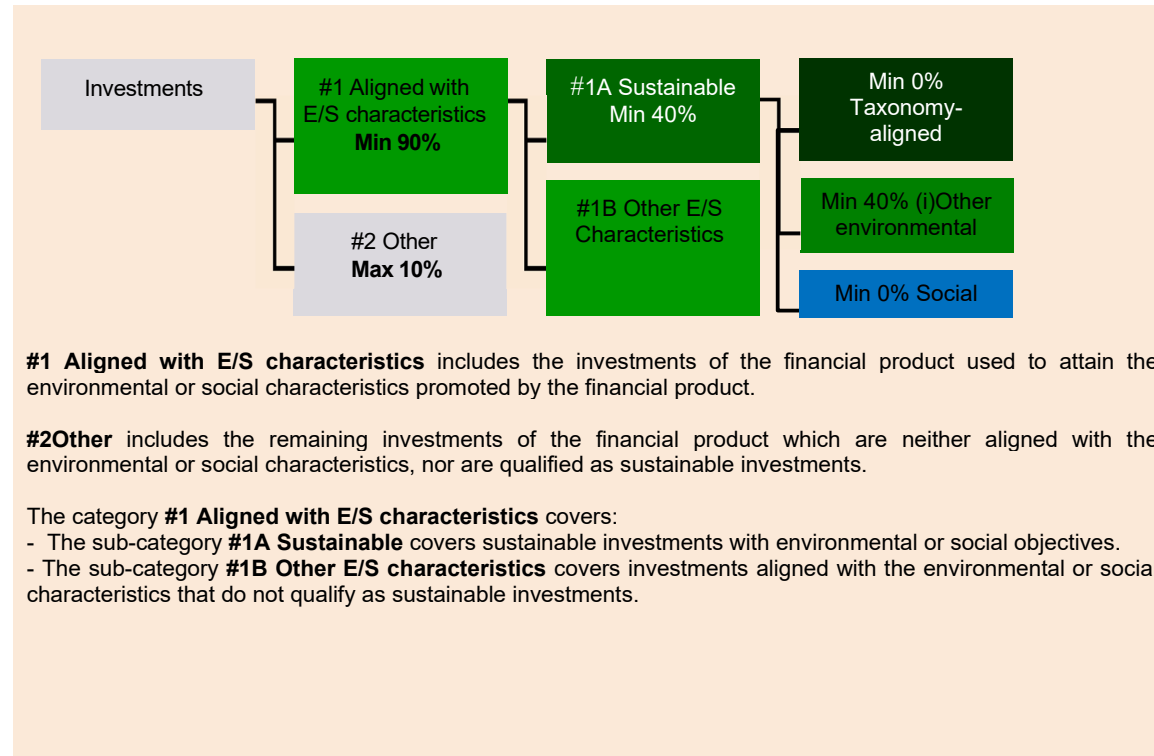 Investments
#1 Aligned with
E/S characteristics
Min 90%
#2 Other
Max 10%
#1A Sustainable
Min 40%
#1B Other E/S
Characteristics
Min 0%
Taxonomy-
aligned
Min 40% (i)Other
environmental
Min 0% Social
#1 Aligned with E/S characteristics includes the investments of the financial product used to attain the
environmental or social characteristics promoted by the financial product.
#2Other includes the remaining investments of the financial product which are neither aligned with the
environmental or social characteristics, nor are qualified as sustainable investments.
The category #1 Aligned with E/S characteristics covers:
- The sub-category #1A Sustainable covers sustainable investments with environmental or social objectives.
- The sub-category #1B Other E/S characteristics covers investments aligned with the environmental or socia
characteristics that do not qualify as sustainable investments.